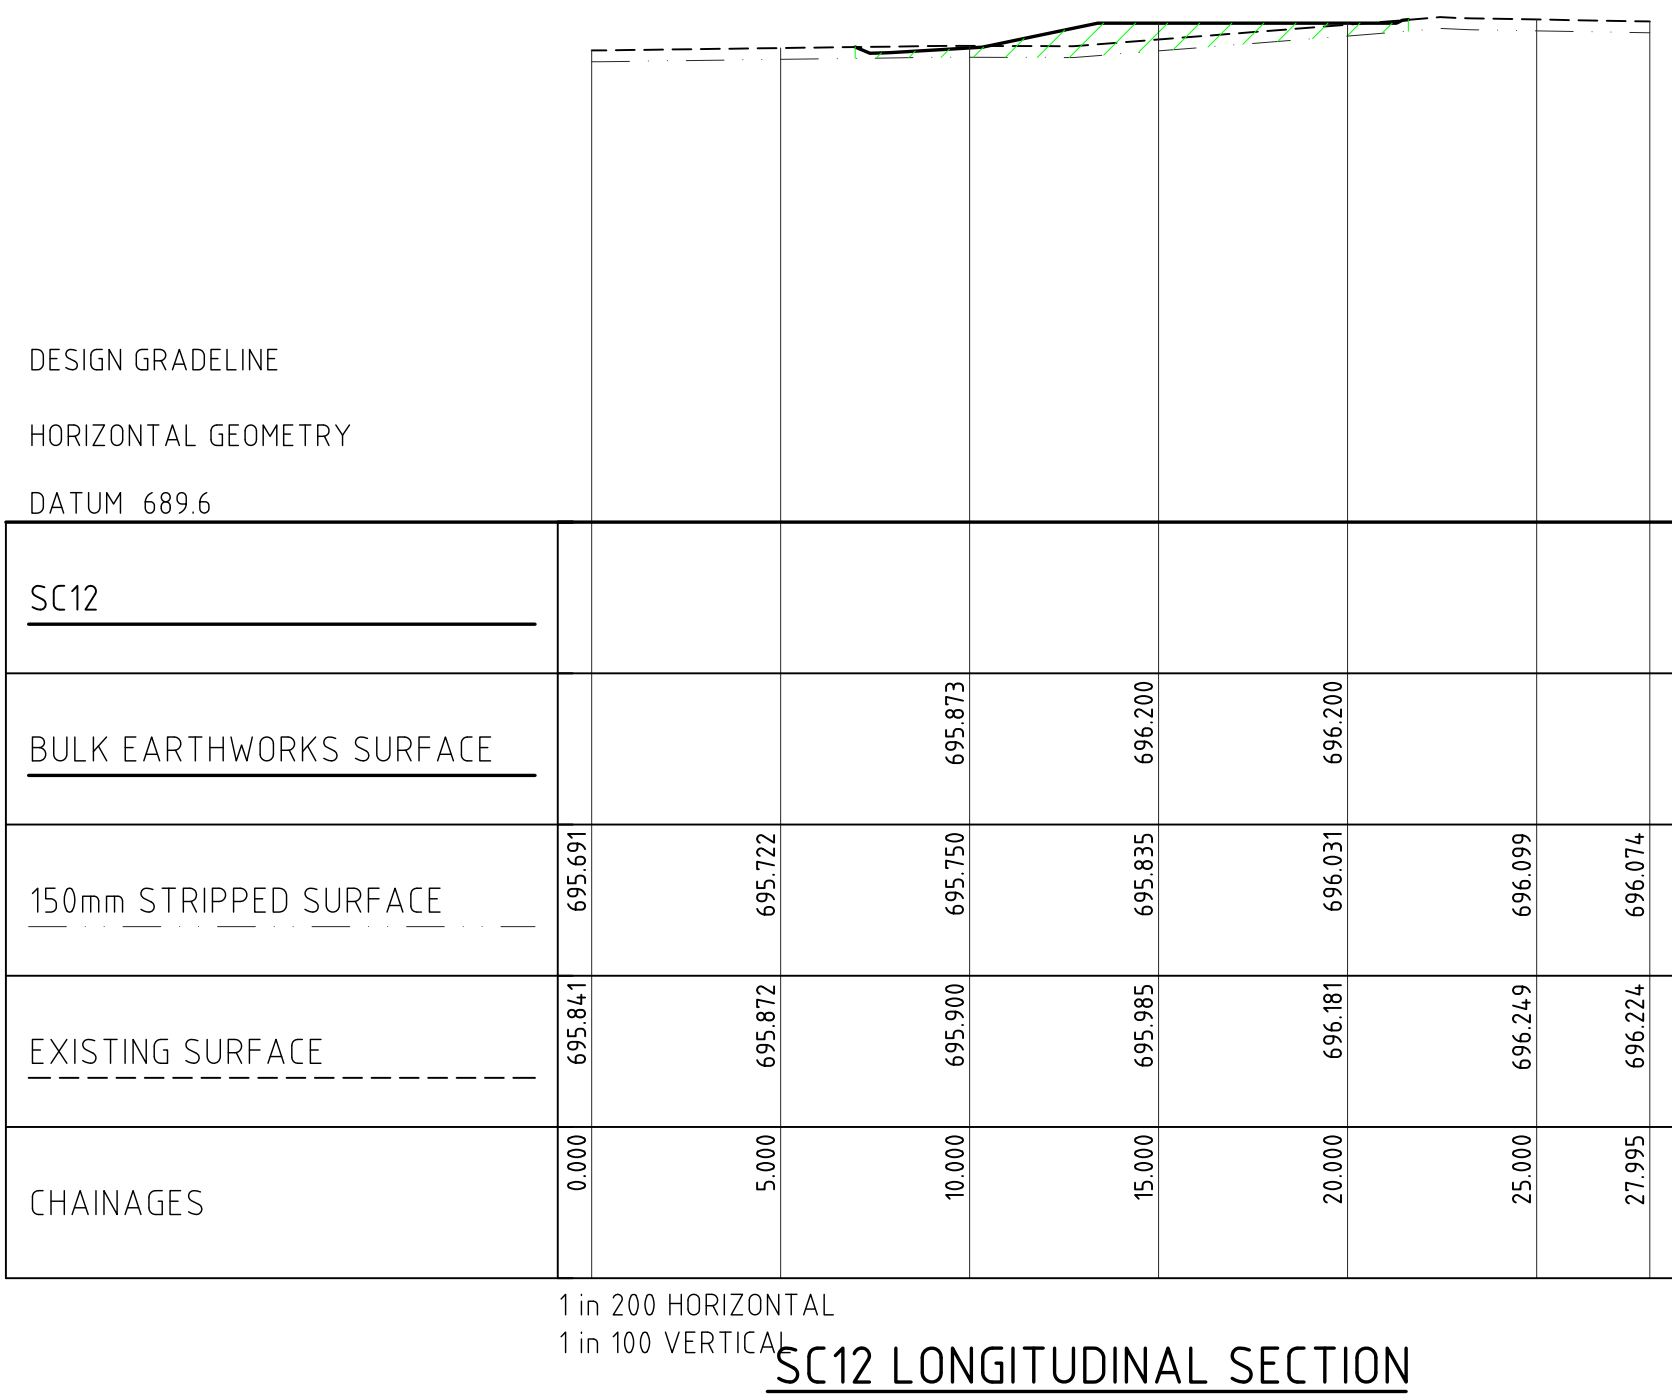 DESIGN GRADELINE
HORIZONTAL GEOMETRY
DATUM 689.6
SC12
BULK EARTHWORKS SURFACE 695.873 696.200 696.200
150mm STRIPPED SURFACE 695.691 695.722 695.750 695.835 696.031 696.099 696.074
EXISTING SURFACE 695.841 695.872 695.900 695.985 696.181 696.249 696.224
CHAINAGES 0.000 5.000 10.000 15.000 20.000 25.000 27.995
1 in 200 HORIZONTAL
1 in 100 VERTICAL
SC12 LONGITUDINAL SECTION